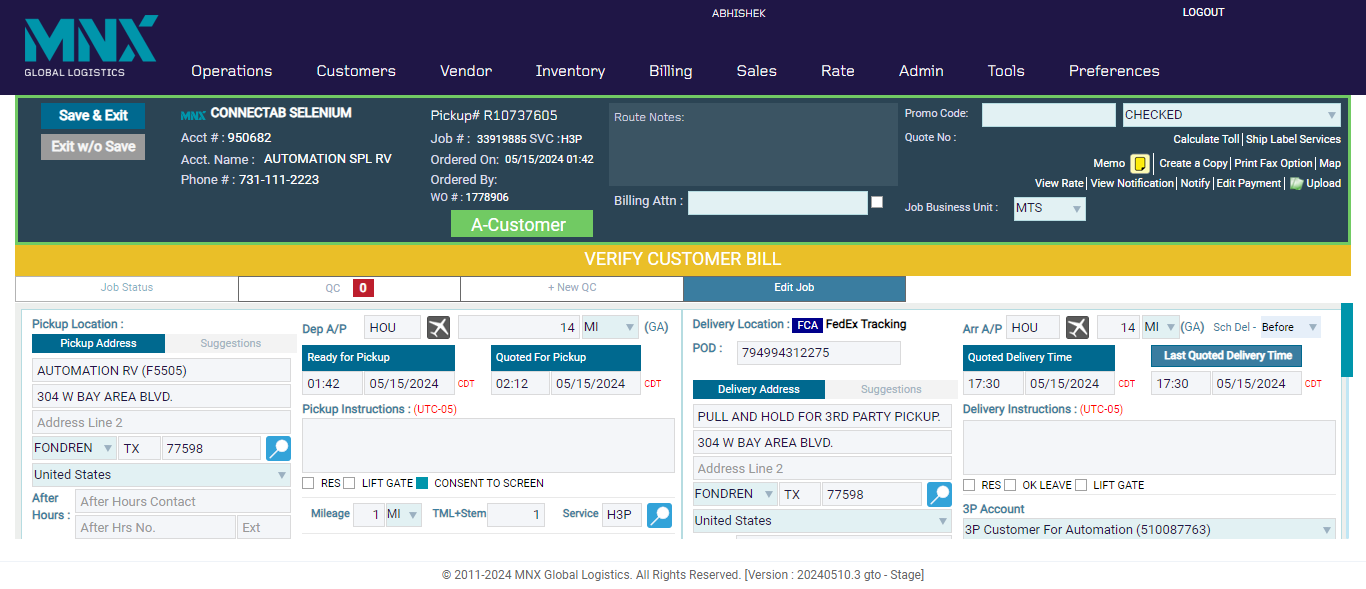 ABHISHEK
LOGOUT
MNX
GLOBAL LOGISTICS
Operations Customers Vendor Inventory Billing Sales Rate Admin Tools Preferences
Save & Exit
Exit w/o Save
MNX CONNECTAB SELENIUM
Acct # : 950682
Acct. Name : AUTOMATION SPL RV
Phone # : 731-111-2223
Pickup# R10737605
Job # : 33919885 SVC :H3P
Ordered On: 05/15/2024 01:42
Ordered By:
WO # : 1778906
A-Customer
Route Notes:
Billing Attn :
Promo Code:
CHECKED
Quote No :
Calculate Toll| Ship Label Services
Memo | Create a Copy| Print Fax Option| Map
View Rate| View Notification| Notify| Edit Payment| Upload
Job Business Unit :
MTS
VERIFY CUSTOMER BILL
Job Status
QC 0
+ New QC
Edit Job
Pickup Location :
Pickup Address
Suggestions
AUTOMATION RV (F5505)
304 W BAY AREA BLVD.
Address Line 2
FONDREN TX 77598
United States
After Hours :
After Hours Contact
After Hrs No.
Ext
Dep A/P HOU 14 MI (GA)
Ready for Pickup
Quoted For Pickup
01:42 05/15/2024 CDT
02:12 05/15/2024 CDT
Pickup Instructions : (UTC-05)
RES LIFT GATE CONSENT TO SCREEN
Mileage 1 MI TML+Stem 1 Service H3P
Delivery Location : FCA FedEx Tracking
POD : 794994312275
Delivery Address
Suggestions
PULL AND HOLD FOR 3RD PARTY PICKUP.
304 W BAY AREA BLVD.
Address Line 2
FONDREN TX 77598
United States
Arr A/P HOU 14 MI (GA) Sch Del - Before
Quoted Delivery Time
Last Quoted Delivery Time
17:30 05/15/2024 CDT
17:30 05/15/2024 CDT
Delivery Instructions : (UTC-05)
RES OK LEAVE LIFT GATE
3P Account
3P Customer For Automation (510087763)
© 2011-2024 MNX Global Logistics. All Rights Reserved. [Version : 20240510.3 gto - Stage]